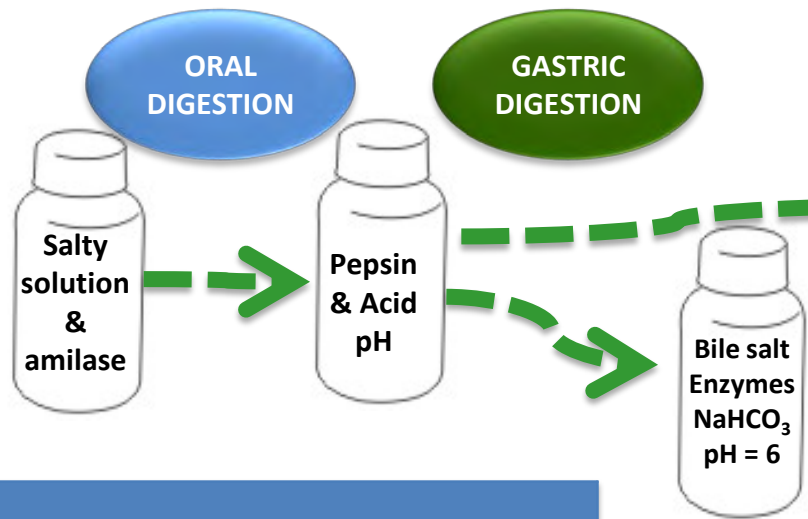 ORAL
DIGESTION
GASTRIC
DIGESTION
Salty
solution
&
amilase
Pepsin
& Acid
pH
Bile salt
Enzymes
NaHCO₃
pH = 6